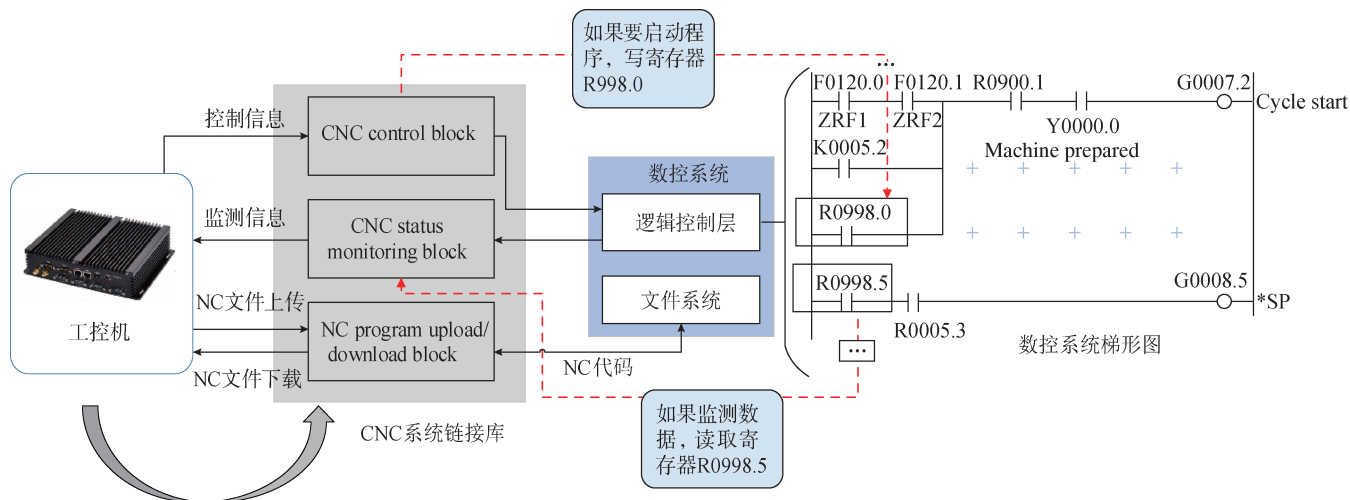 如果要启动程
序，写寄存器
R998.0
...
F0120.0
F0120.1
R0900.1
G0007.2
ZRF1
ZRF2
Y0000.0
Cycle start
Machine prepared
K0005.2
R0998.0
R0998.5
R0005.3
G0008.5
*SP
...
数控系统梯形图
控制信息
CNC control block
监测信息
CNC status
monitoring block
NC文件上传
NC program upload/
download block
NC文件下载
工控机
CNC系统链接库
数控系统
逻辑控制层
文件系统
NC代码
如果监测数
据，读取寄
存器R0998.5